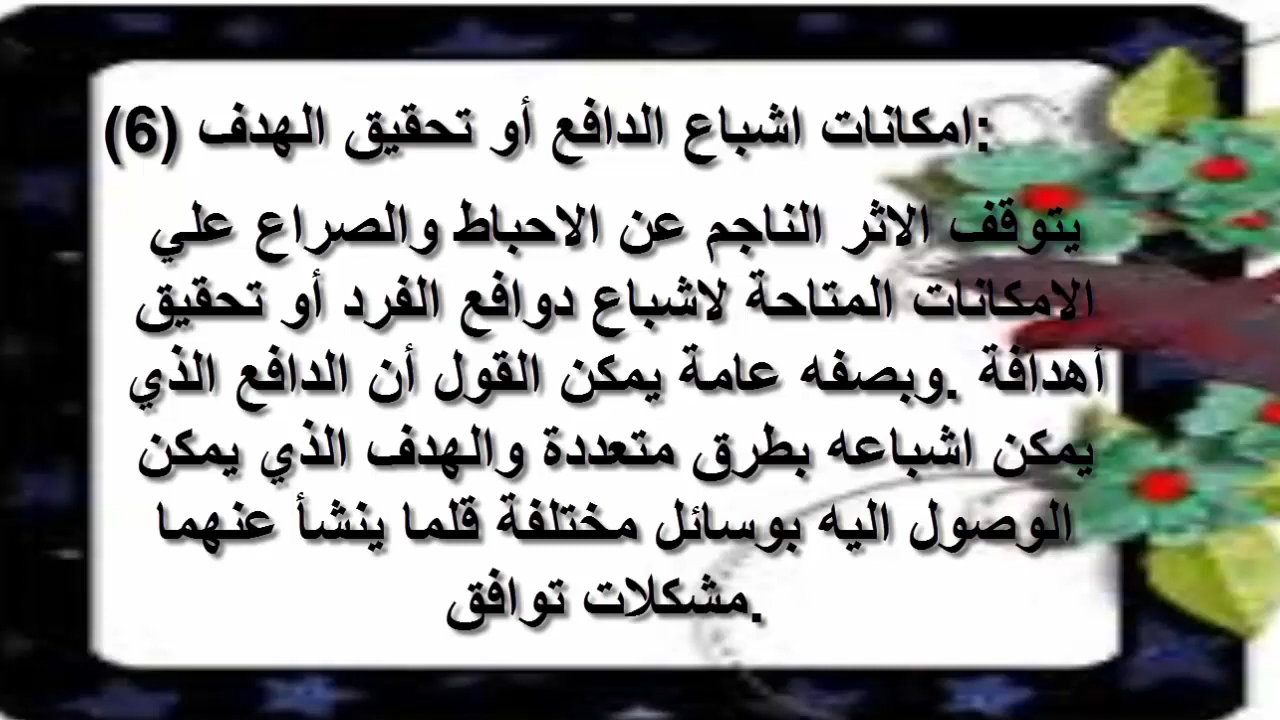 (6) امكانات اشباع الدافع أو تحقيق الهدف:
يتوقف الاثر الناجم عن الاحباط والصراع علي
الامكانات المتاحة لاشباع دوافع الفرد أو تحقيق
أهدافة .وبصفه عامة يمكن القول أن الدافع الذي
يمكن اشباعه بطرق متعددة والهدف الذي يمكن
الوصول اليه بوسائل مختلفة قلما ينشأ عنهما
مشكلات توافق.